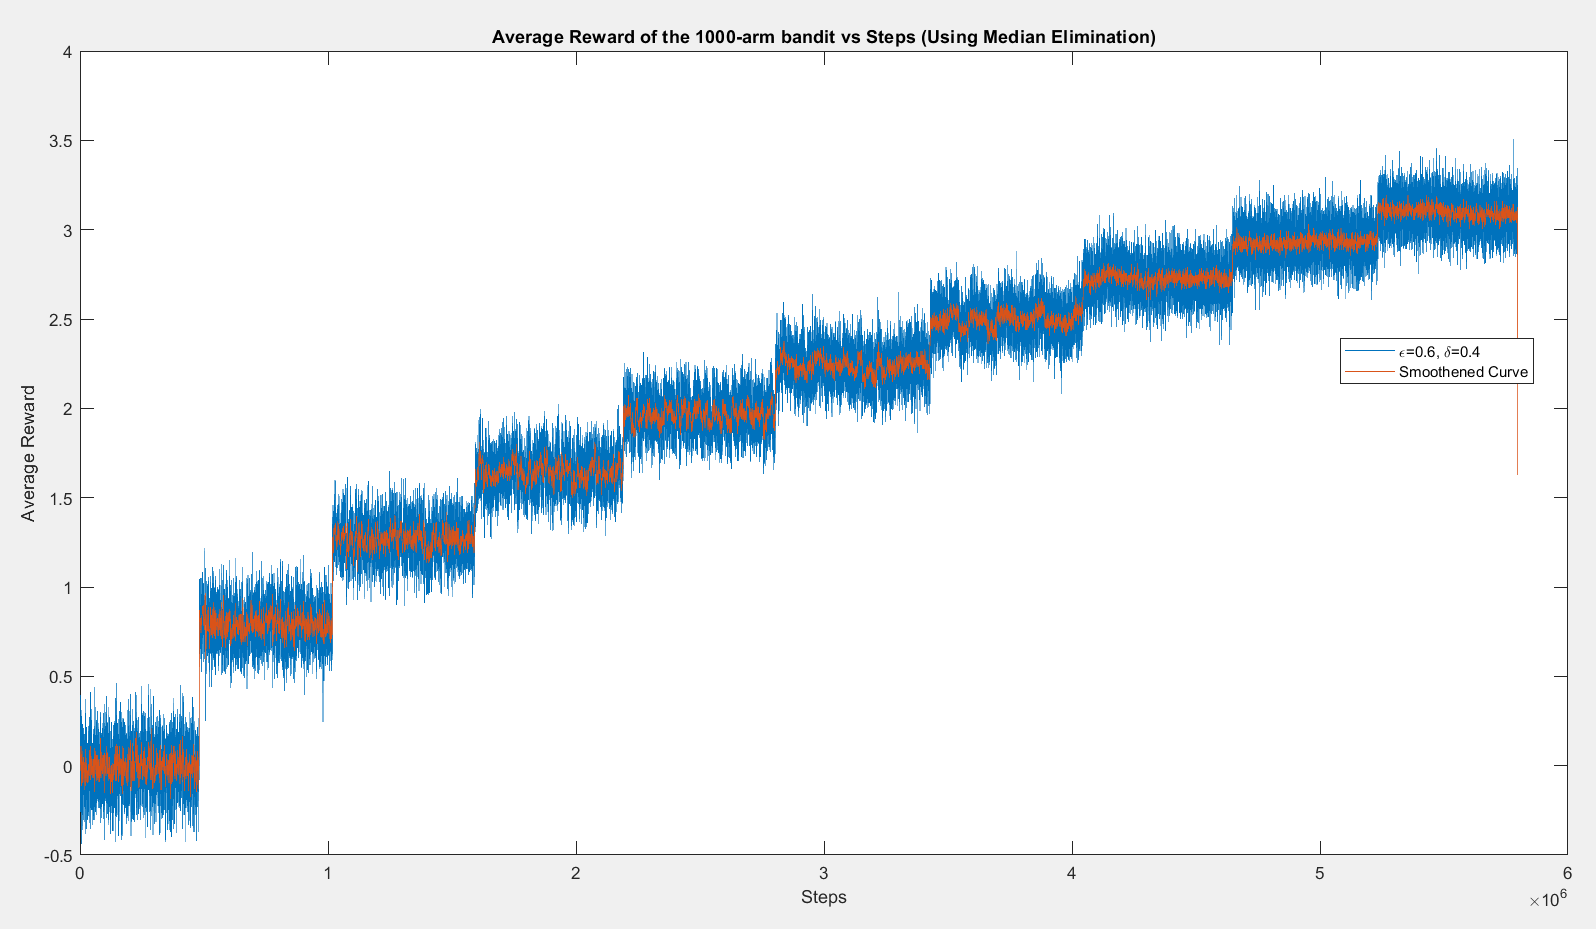 Average Reward of the 1000-arm bandit vs Steps (Using Median Elimination)
4
3.5
3
2.5
2
1.5
1
0.5
0
-0.5
Average Reward
ϵ=0.6, δ=0.4
Smoothened Curve
0 1 2 3 4 5 6
Steps
×10⁶